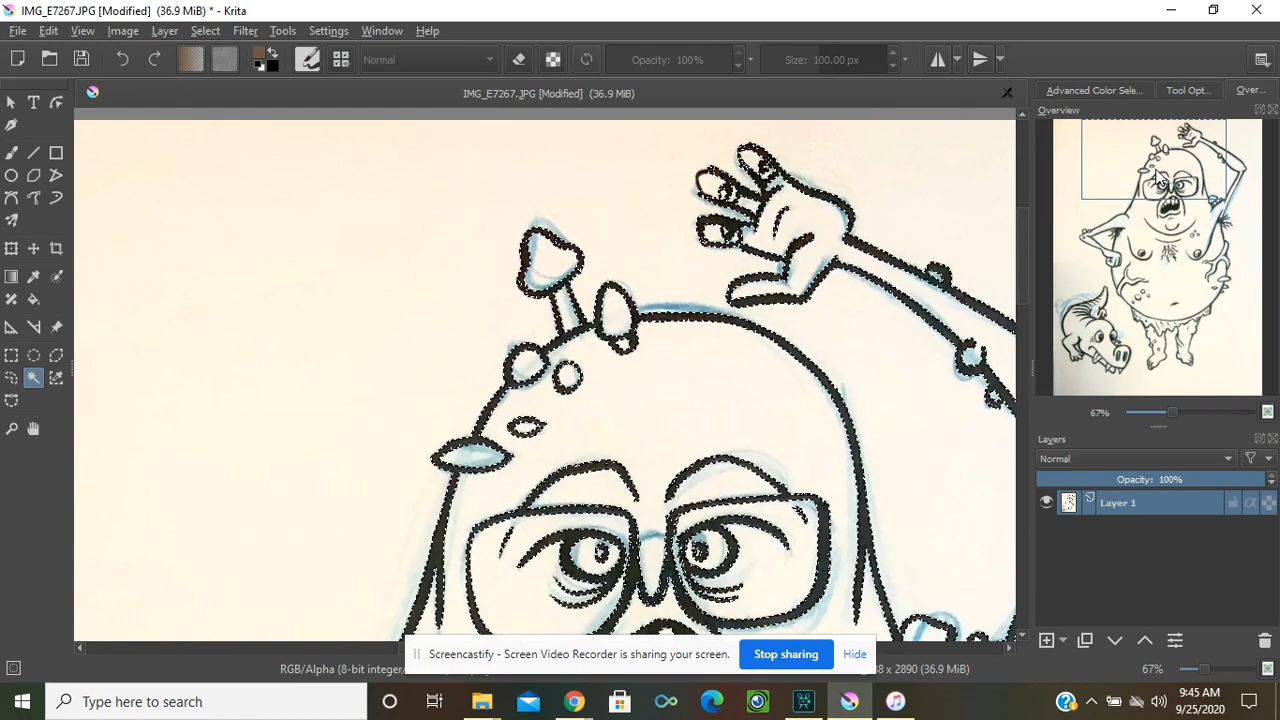 IMG_E7267.JPG [Modified] (36.9 MiB) * - Krita
File Edit View Image Layer Select Filter Tools Settings Window Help
Normal Opacity: 100% Size: 100.00 px
IMG_E7267.JPG [Modified] (36.9 MiB)
Advanced Color Sele... Tool Opt... Over...
Overview
67%
Layers
Normal
Opacity: 100%
Layer 1
Screencastify - Screen Video Recorder is sharing your screen. Stop sharing Hide
RGB/Alpha (8-bit integer/ 2890 (36.9 MiB) 67%
Type here to search
9:45 AM
9/25/2020